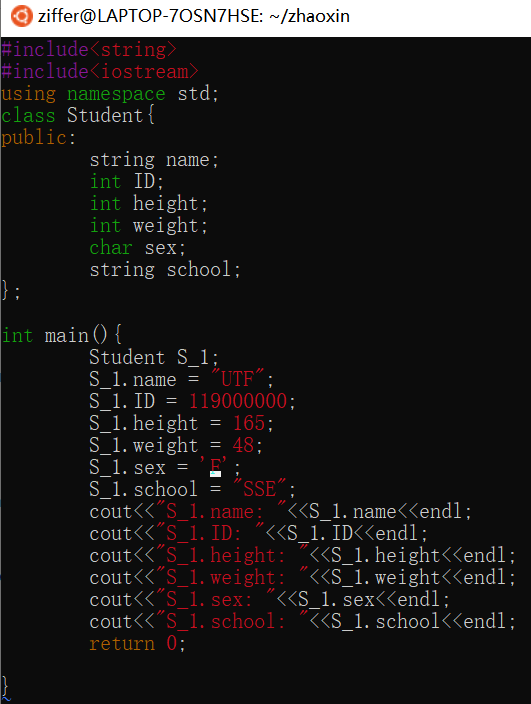 ziffer@LAPTOP-7OSN7HSE: ~/zhaoxin
#include<string>
#include<iostream>
using namespace std;
class Student{
public:
        string name;
        int ID;
        int height;
        int weight;
        char sex;
        string school;
};

int main(){
        Student S_1;
        S_1.name = "UTF";
        S_1.ID = 119000000;
        S_1.height = 165;
        S_1.weight = 48;
        S_1.sex = 'F';
        S_1.school = "SSE";
        cout<<"S_1.name: "<<S_1.name<<endl;
        cout<<"S_1.ID: "<<S_1.ID<<endl;
        cout<<"S_1.height: "<<S_1.height<<endl;
        cout<<"S_1.weight: "<<S_1.weight<<endl;
        cout<<"S_1.sex: "<<S_1.sex<<endl;
        cout<<"S_1.school: "<<S_1.school<<endl;
        return 0;

}
~